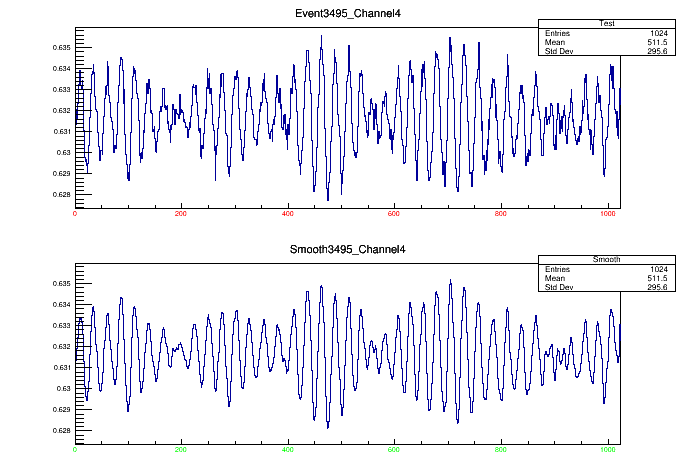 Event3495_Channel4
Test
Entries 1024
Mean 511.5
Std Dev 295.6
0.635
0.634
0.633
0.632
0.631
0.63
0.629
0.628
0 200 400 600 800 1000
Smooth3495_Channel4
Smooth
Entries 1024
Mean 511.5
Std Dev 295.6
0.635
0.634
0.633
0.632
0.631
0.63
0.629
0.628
0 200 400 600 800 1000